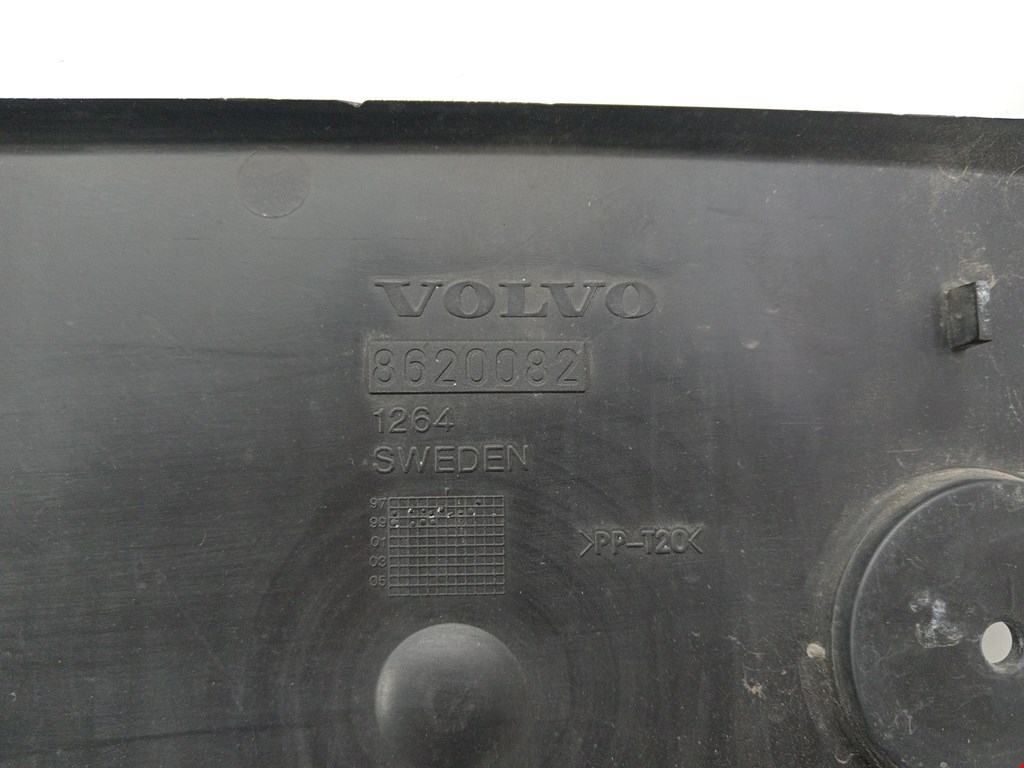 VOLVO
8620082
1264
SWEDEN
97
99
01
03
05
>PP-T20<